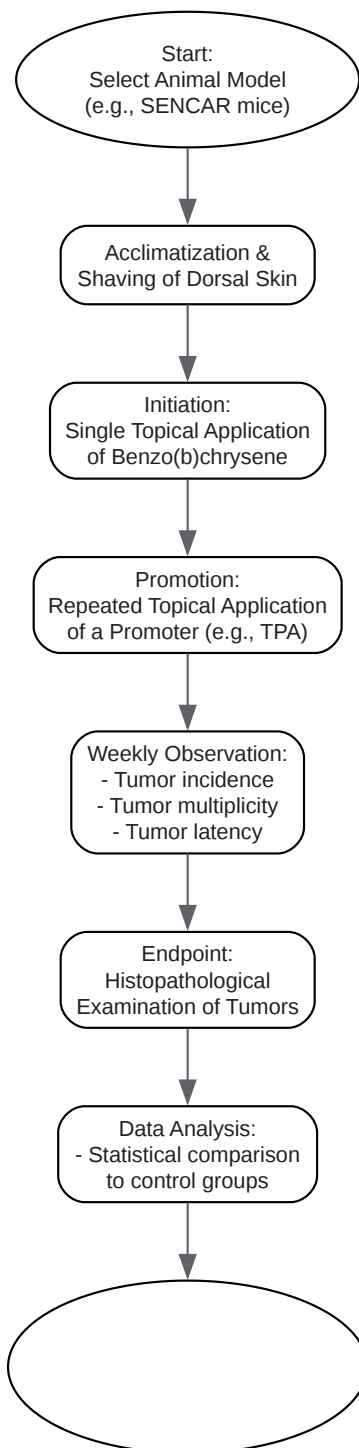 Start:
Select Animal Model
(e.g., SENCAR mice)
Acclimatization &
Shaving of Dorsal Skin
Initiation:
Single Topical Application
of Benzo(b)chrysene
Promotion:
Repeated Topical Application
of a Promoter (e.g., TPA)
Weekly Observation:
- Tumor incidence
- Tumor multiplicity
- Tumor latency
Endpoint:
Histopathological
Examination of Tumors
Data Analysis:
- Statistical comparison
to control groups